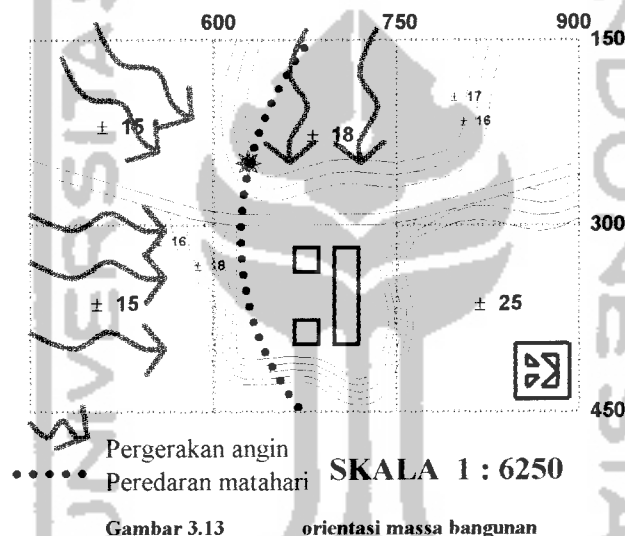 600 750 900
150
± 17
± 16
± 15 ± 18
300
16
± 15 ± 25
450
Pergerakan angin
Peredaran matahari SKALA 1 : 6250
Gambar 3.13 orientasi massa bangunan
UNIVERSITAS